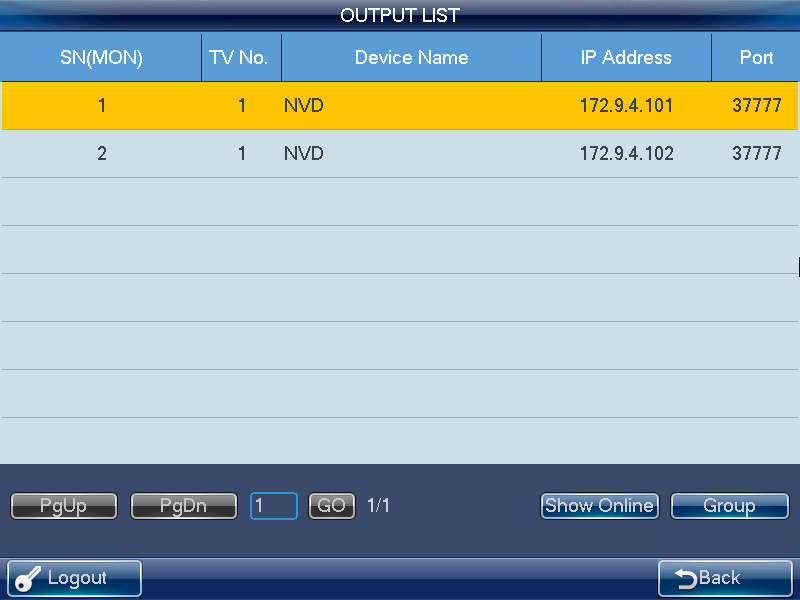 OUTPUT LIST
SN(MON) TV No. Device Name IP Address Port
1 1 NVD 172.9.4.101 37777
2 1 NVD 172.9.4.102 37777
PgUp PgDn 1 GO 1/1 Show Online Group
Logout Back